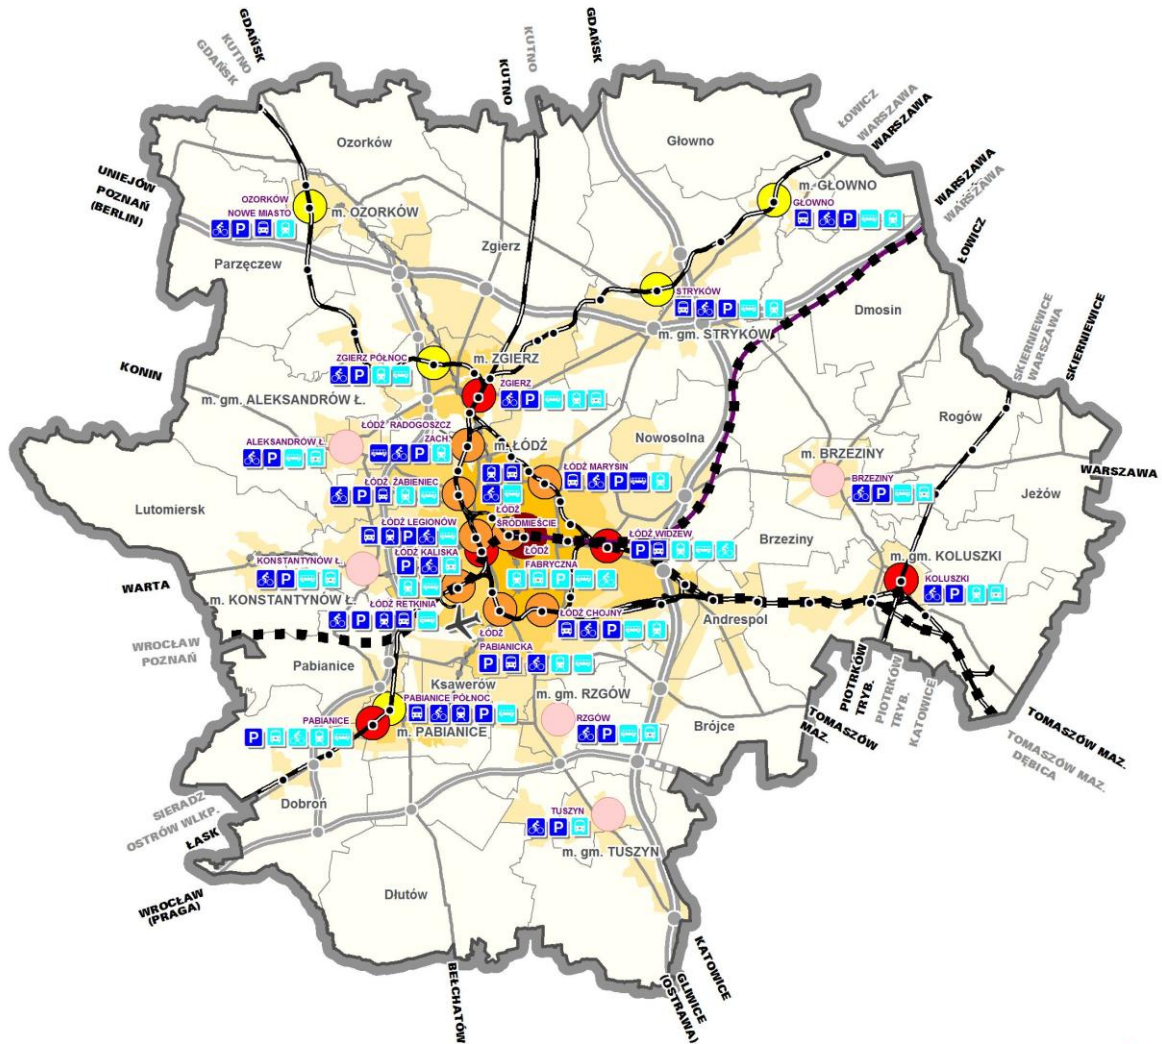 GDAŃSK
KUTNO
GDAŃSK
KUTNO
KUTNO
GDAŃSK
ŁOWICZ
WARSZAWA
WARSZAWA
WARSZAWA
WARSZAWA
ŁOWICZ
UNIEJÓW
POZNAŃ
(BERLIN)
Ozorków
Głowno
m. GŁOWNO
GŁOWNO
OZORKÓW
NOWE MIASTO
m. OZORKÓW
P
P
Zgierz
Parzęczew
STRYKÓW
P
m. gm. STRYKÓW
Dmosin
SKIERNIEWICE
WARSZAWA
SKIERNIEWICE
KONIN
ZGIERZ PÓŁNOC
P
m. ZGIERZ
ZGIERZ
P
m. gm. ALEKSANDRÓW Ł.
Rogów
ŁÓDŹ RADOGOSZCZ
ZACH.
P
m. ŁÓDŹ
Nowosolna
ALEKSANDRÓW Ł.
P
m. BRZEZINY
BRZEZINY
P
WARSZAWA
Jeżów
ŁÓDŹ MARYSIN
P
ŁÓDŹ ŻABIENIEC
P
Lutomiersk
ŁÓDŹ
ŚRÓDMIEŚCIE
ŁÓDŹ LEGIONÓW
P
ŁÓDŹ WIDZEW
P
Brzeziny
ŁÓDŹ
FABRYCZNA
P
ŁÓDŹ KALISKA
P
m. gm. KOLUSZKI
KOLUSZKI
P
KONSTANTYNÓW Ł.
P
WARTA
m. KONSTANTYNÓW Ł.
ŁÓDŹ RETKINIA
P
ŁÓDŹ CHOJNY
P
Andrespol
ŁÓDŹ
PABIANICKA
P
WROCŁAW
POZNAŃ
Pabianice
Ksawerów
PABIANICE PÓŁNOC
P
m. gm. RZGÓW
RZGÓW
P
Brójce
PIOTRKÓW
TRYB.
PIOTRKÓW
TRYB.
KATOWICE
TOMASZÓW
MAZ.
TOMASZÓW MAZ.
TOMASZÓW MAZ.
DĘBICA
PABIANICE
P
m. PABIANICE
SIERADZ
OSTRÓW WLKP.
ŁASK
Dobroń
TUSZYN
P
m. gm. TUSZYN
WROCŁAW
(PRAGA)
Dłutów
BEŁCHATÓW
KATOWICE
GLIWICE
(OSTRAWA)